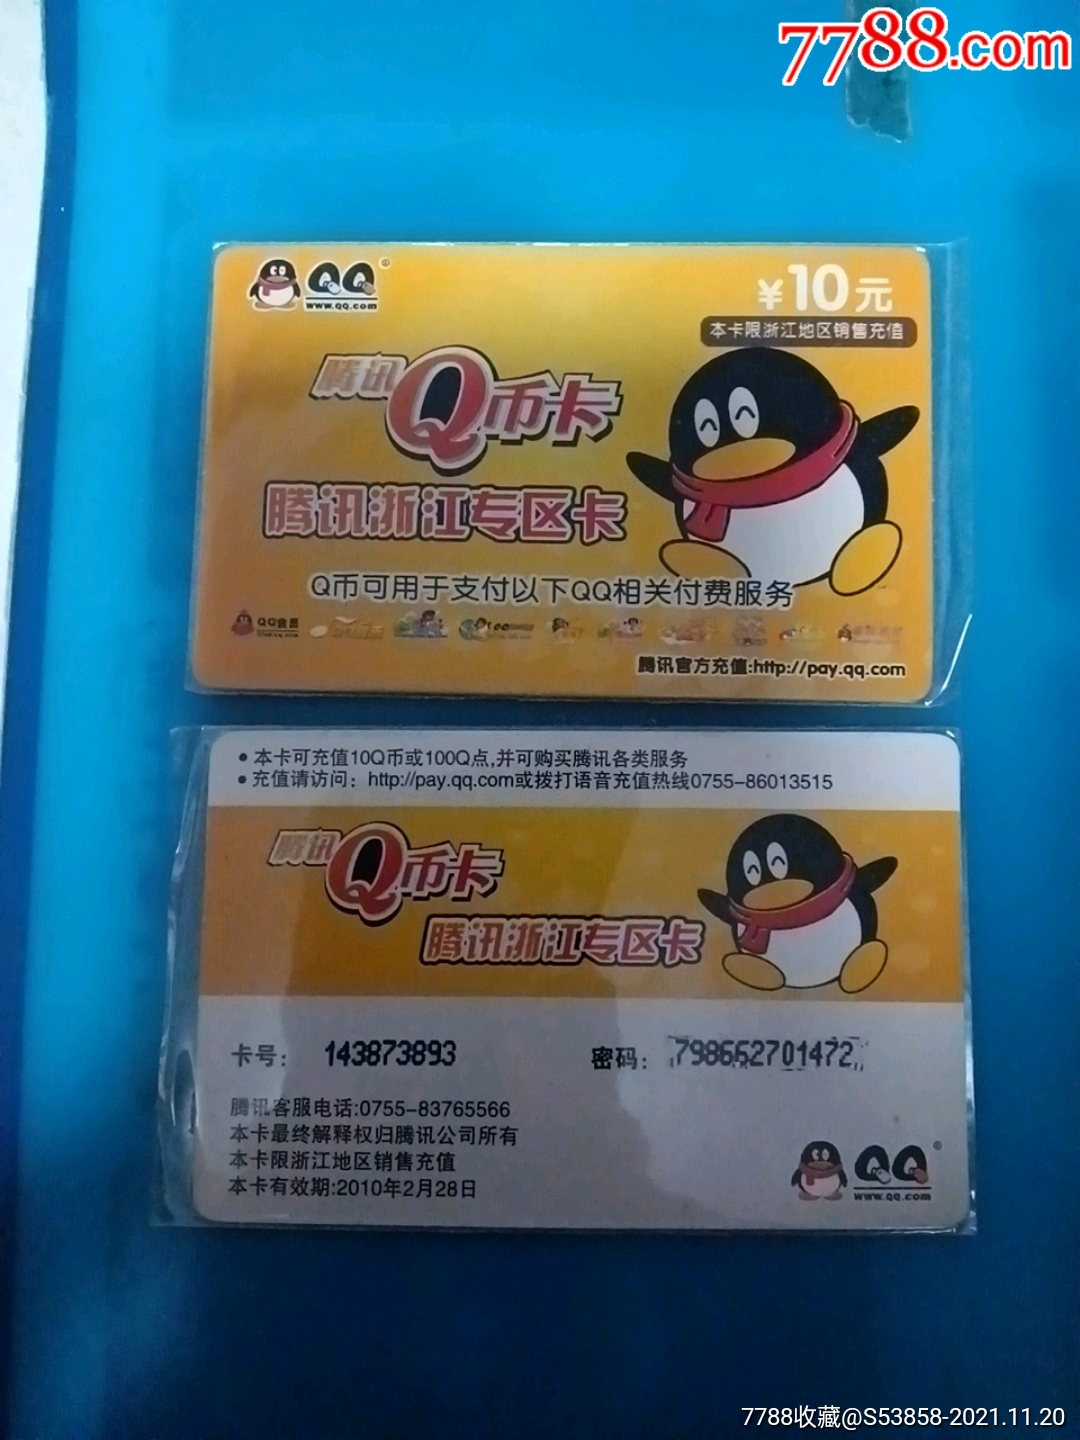 7788.com
QQ
www.qq.com
¥10元
本卡限浙江地区销售充值
腾讯Q币卡
腾讯浙江专区卡
Q币可用于支付以下QQ相关付费服务
QQ会员
腾讯官方充值:http://pay.qq.com
●本卡可充值10Q币或100Q点,并可购买腾讯各类服务
●充值请访问：http://pay.qq.com或拨打语音充值热线0755-86013515
腾讯Q币卡
腾讯浙江专区卡
卡号： 143873893 密码： 798662701472
腾讯客服电话:0755-83765566
本卡最终解释权归腾讯公司所有
本卡限浙江地区销售充值
本卡有效期:2010年2月28日
QQ
www.qq.com
7788收藏@S53858-2021.11.20